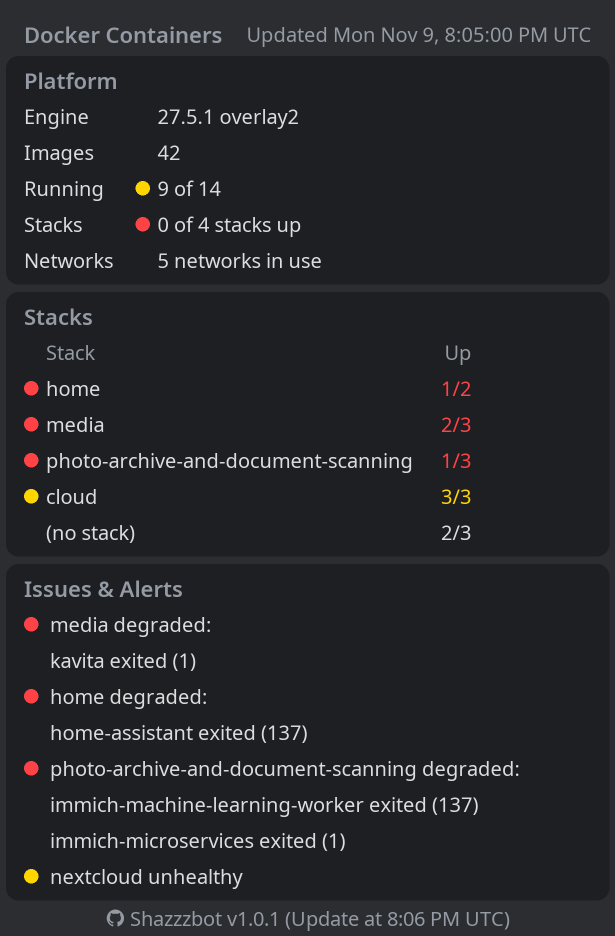 Docker Containers Updated Mon Nov 9, 8:05:00 PM UTC
Platform
Engine 27.5.1 overlay2
Images 42
Running 9 of 14
Stacks 0 of 4 stacks up
Networks 5 networks in use
Stacks
Stack Up
home 1/2
media 2/3
photo-archive-and-document-scanning 1/3
cloud 3/3
(no stack) 2/3
Issues & Alerts
media degraded:
kavita exited (1)
home degraded:
home-assistant exited (137)
photo-archive-and-document-scanning degraded:
immich-machine-learning-worker exited (137)
immich-microservices exited (1)
nextcloud unhealthy
Shazzzbot v1.0.1 (Update at 8:06 PM UTC)